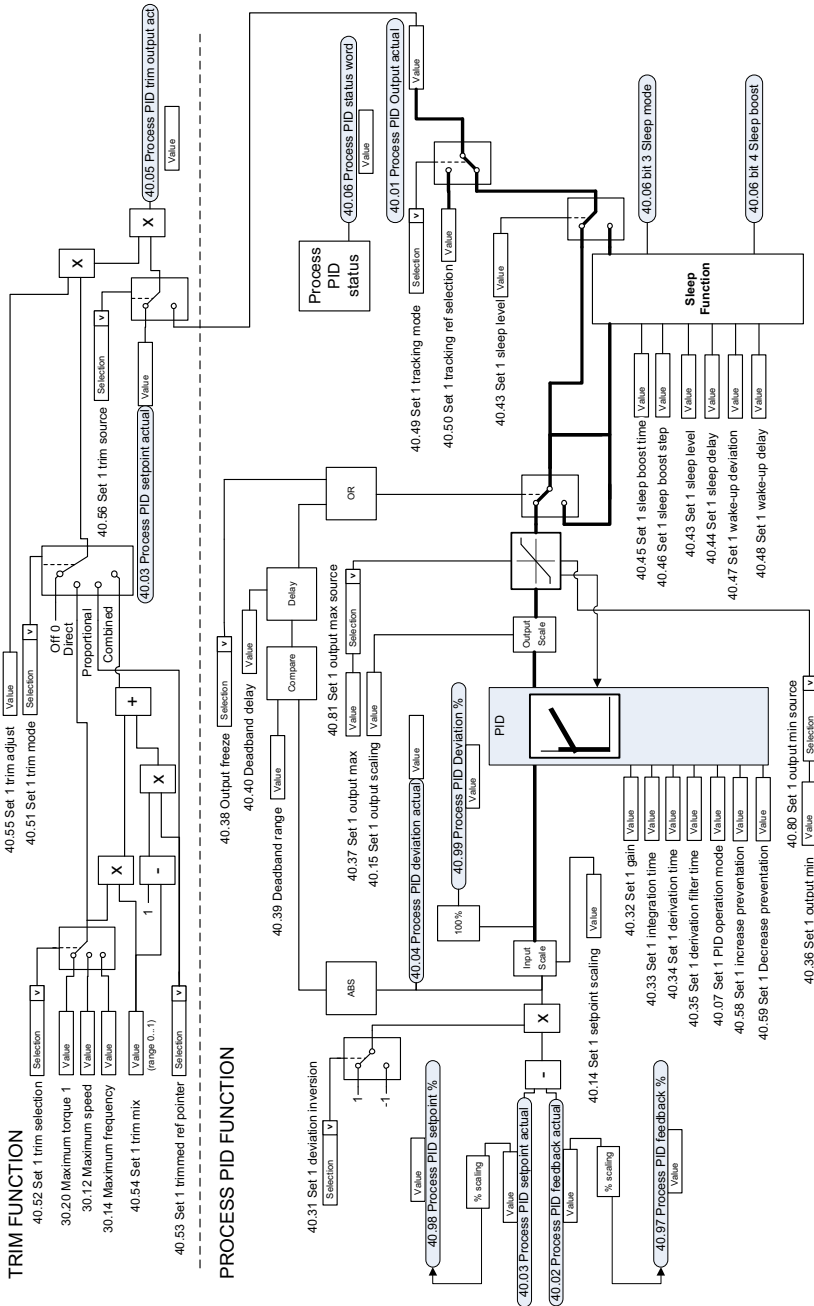 TRIM FUNCTION
40.55 Set 1 trim adjust
Value
40.51 Set 1 trim mode
Selection
v
40.52 Set 1 trim selection
Selection
v
30.20 Maximum torque 1
Value
30.12 Maximum speed
Value
30.14 Maximum frequency
Value
40.54 Set 1 trim mix
Value
(range 0...1)
40.53 Set 1 trimmed ref pointer
Selection
v
1
-
x
x
+
Off 0
Direct
Proportional
Combined
40.56 Set 1 trim source
Selection
v
40.03 Process PID setpoint actual
Value
x
x
40.05 Process PID trim output act
Value
PROCESS PID FUNCTION
40.38 Output freeze
Selection
v
40.40 Deadband delay
Value
40.39 Deadband range
Value
ABS
Compare
Delay
OR
40.31 Set 1 deviation inversion
Selection
v
1
-1
40.98 Process PID setpoint %
Value
% scaling
40.03 Process PID setpoint actual
Value
40.02 Process PID feedback actual
Value
% scaling
40.97 Process PID feedback %
Value
-
x
40.14 Set 1 setpoint scaling
Value
Input
Scale
100%
40.04 Process PID deviation actual
Value
40.99 Process PID Deviation %
Value
40.81 Set 1 output max source
40.37 Set 1 output max
Value
Selection
v
40.15 Set 1 output scaling
Value
PID
Output
Scale
40.32 Set 1 gain
Value
40.33 Set 1 integration time
Value
40.34 Set 1 derivation time
Value
40.35 Set 1 derivation filter time
Value
40.07 Set 1 PID operation mode
Value
40.58 Set 1 increase preventation
Value
40.59 Set 1 Decrease preventation
Value
40.80 Set 1 output min source
40.36 Set 1 output min
Value
Selection
v
Process
PID
status
40.06 Process PID status word
Value
40.01 Process PID Output actual
Value
40.49 Set 1 tracking mode
Selection
v
40.50 Set 1 tracking ref selection
Value
40.43 Set 1 sleep level
Value
40.45 Set 1 sleep boost time
Value
40.46 Set 1 sleep boost step
Value
40.43 Set 1 sleep level
Value
40.44 Set 1 sleep delay
Value
40.47 Set 1 wake-up deviation
Value
40.48 Set 1 wake-up delay
Value
Sleep
Function
40.06 bit 3 Sleep mode
40.06 bit 4 Sleep boost